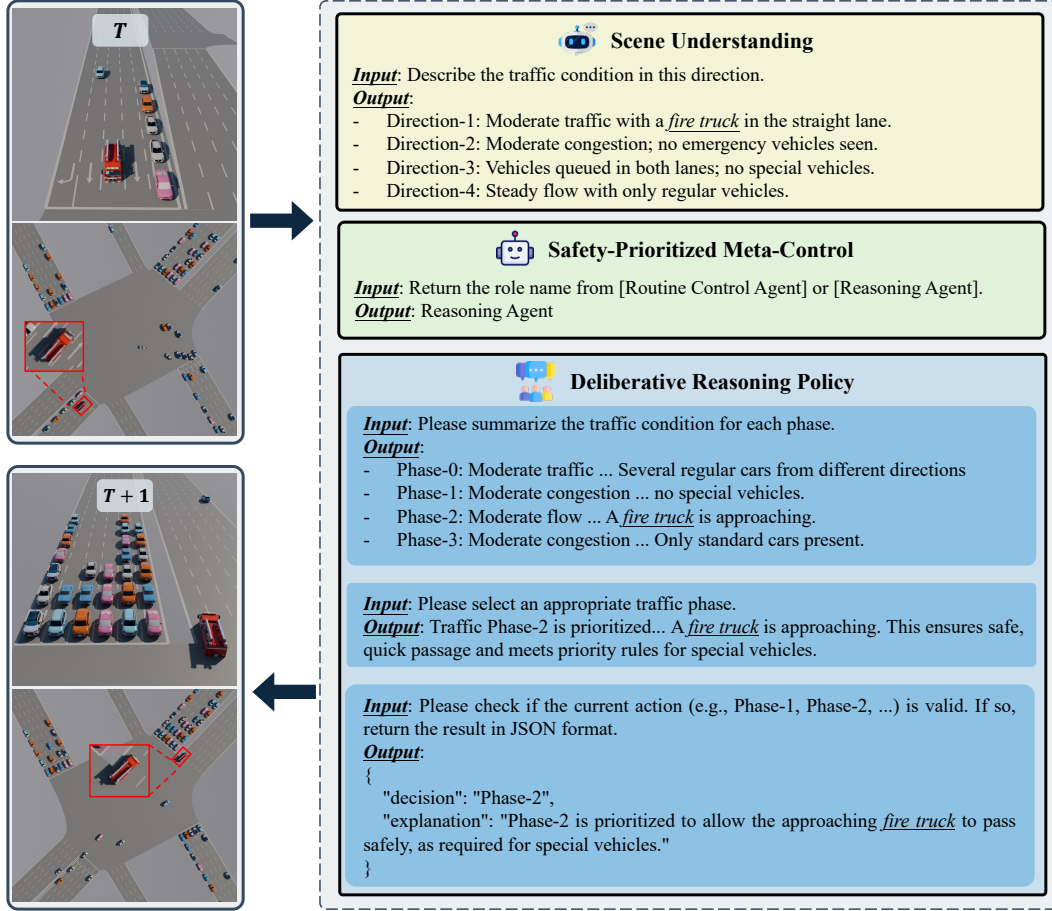 T
Scene Understanding
Input: Describe the traffic condition in this direction.
Output:
- Direction-1: Moderate traffic with a fire truck in the straight lane.
- Direction-2: Moderate congestion; no emergency vehicles seen.
- Direction-3: Vehicles queued in both lanes; no special vehicles.
- Direction-4: Steady flow with only regular vehicles.
Safety-Prioritized Meta-Control
Input: Return the role name from [Routine Control Agent] or [Reasoning Agent].
Output: Reasoning Agent
Deliberative Reasoning Policy
Input: Please summarize the traffic condition for each phase.
Output:
- Phase-0: Moderate traffic ... Several regular cars from different directions
- Phase-1: Moderate congestion ... no special vehicles.
- Phase-2: Moderate flow ... A fire truck is approaching.
- Phase-3: Moderate congestion ... Only standard cars present.
Input: Please select an appropriate traffic phase.
Output: Traffic Phase-2 is prioritized... A fire truck is approaching. This ensures safe,
quick passage and meets priority rules for special vehicles.
Input: Please check if the current action (e.g., Phase-1, Phase-2, ...) is valid. If so,
return the result in JSON format.
Output:
{
"decision": "Phase-2",
"explanation": "Phase-2 is prioritized to allow the approaching fire truck to pass
safely, as required for special vehicles."
}
T + 1